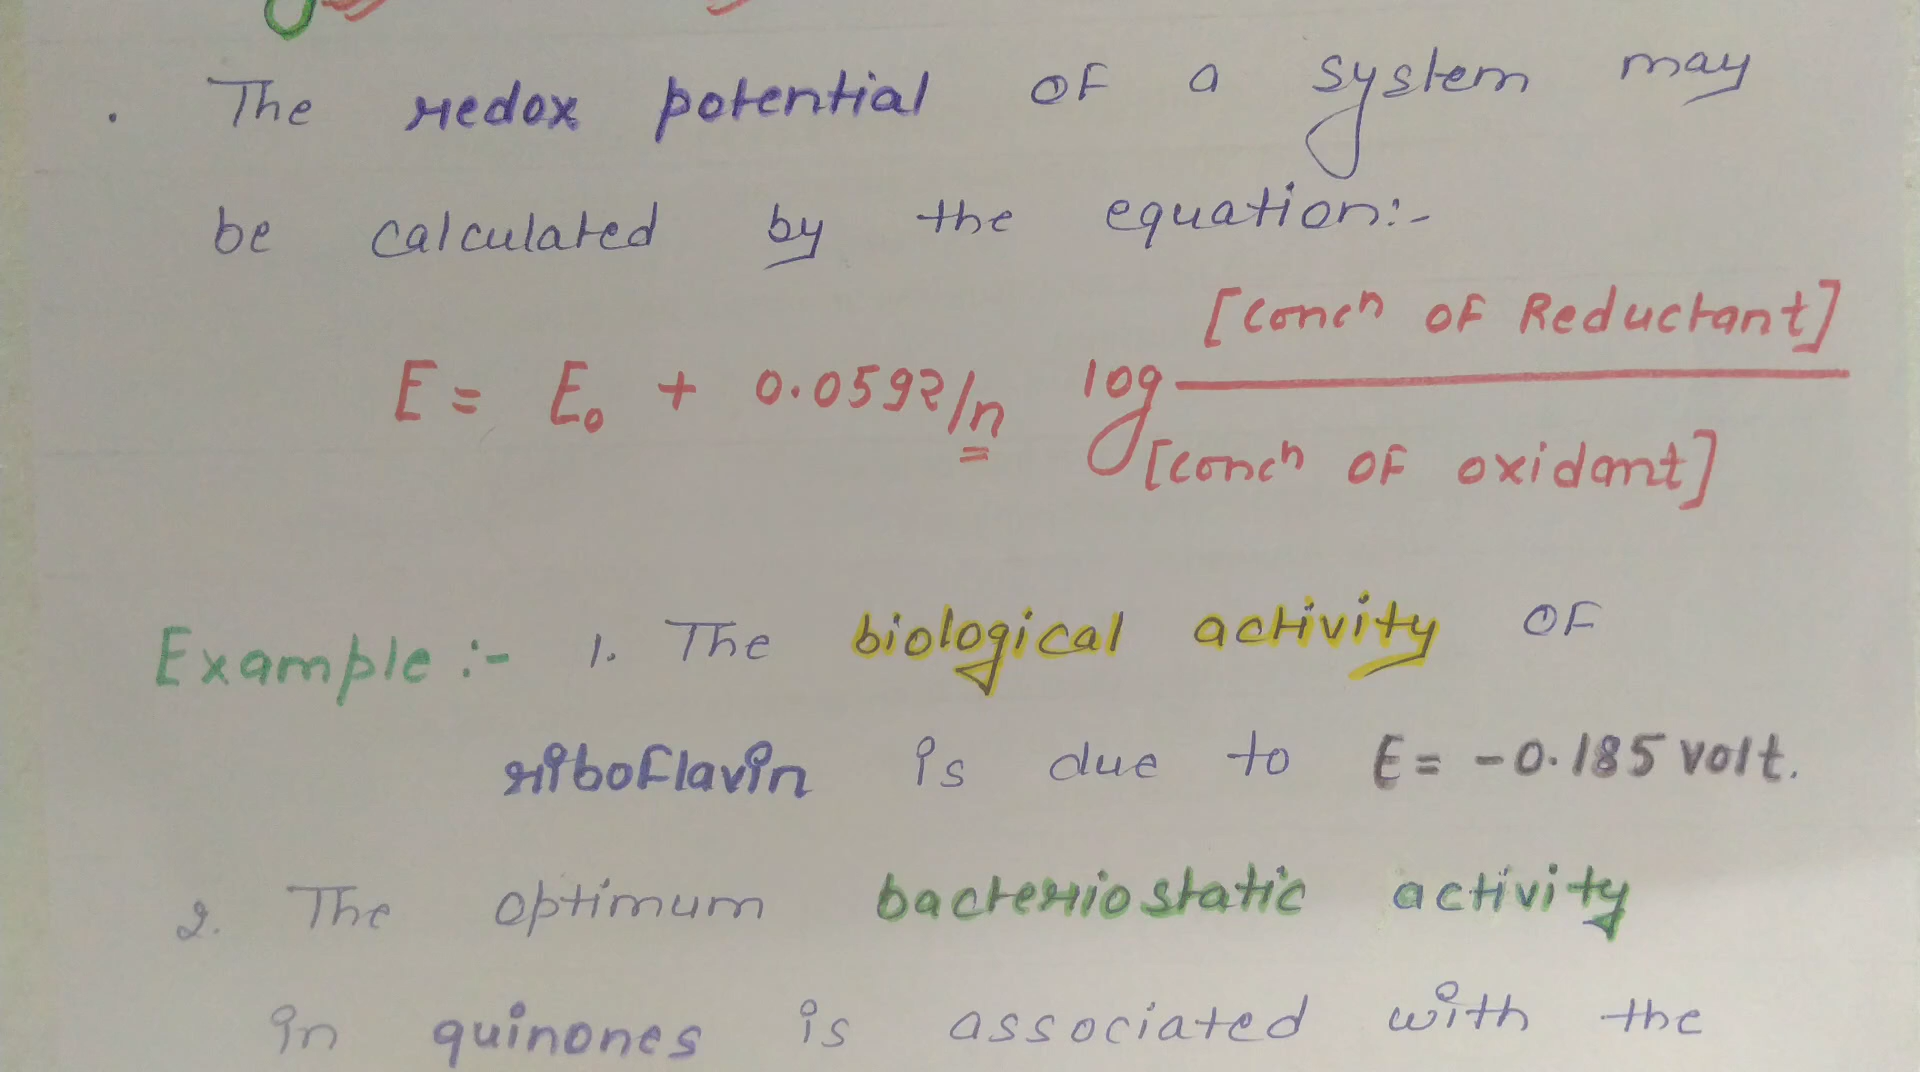 . The redox potential of a system may
be calculated by the equation:-
[Concn of Reductant]
E = E₀ + 0.0592/n log
[Concn of oxidant]
Example :- 1. The biological activity of
riboflavin is due to E = -0.185 volt.
2. The optimum bacteriostatic activity
in quinones is associated with the